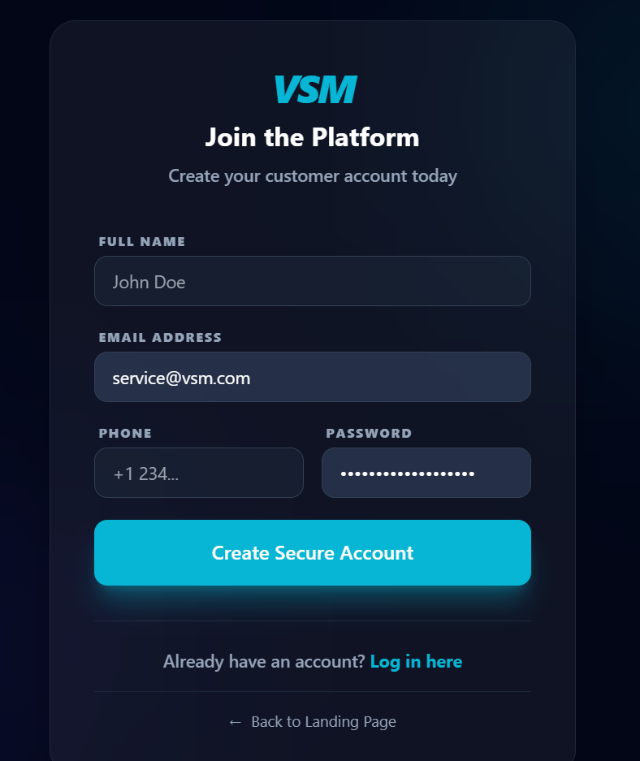 VSM
Join the Platform
Create your customer account today
FULL NAME
John Doe
EMAIL ADDRESS
service@vsm.com
PHONE PASSWORD
+1 234... •••••••••••••••••••
Create Secure Account
Already have an account? Log in here
← Back to Landing Page